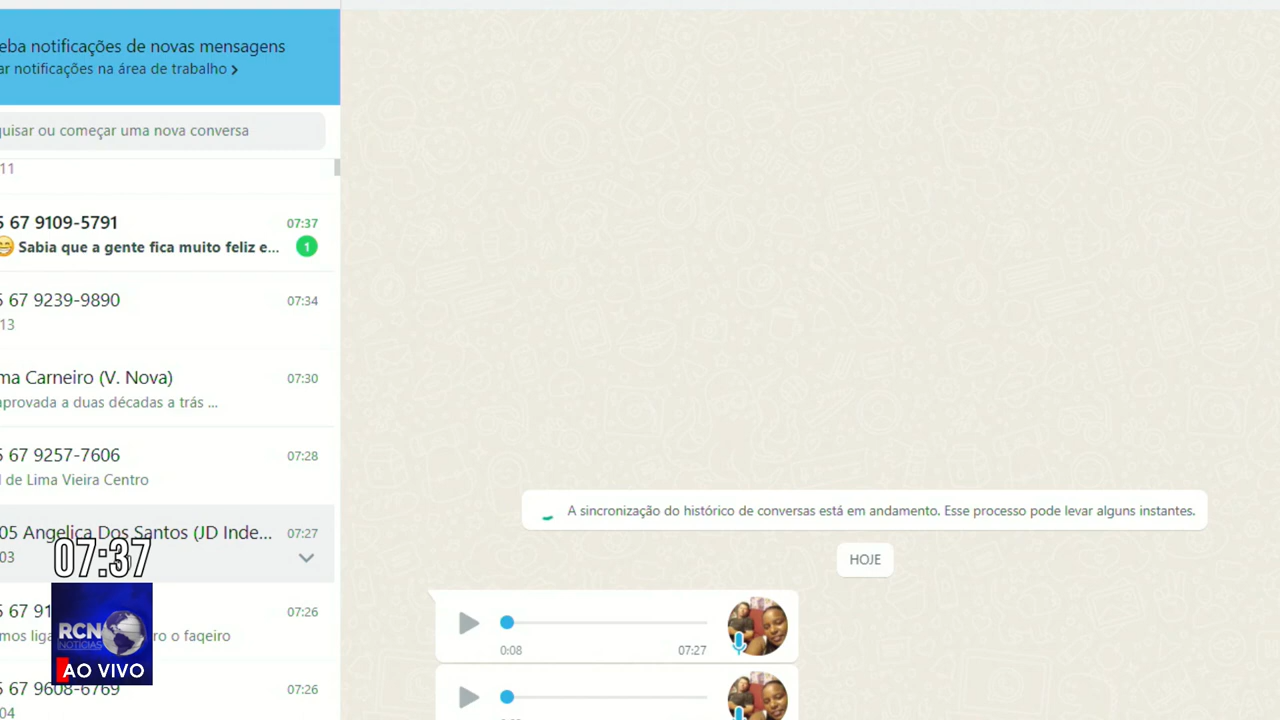 eba notificações de novas mensagens
ar notificações na área de trabalho
quisar ou começar uma nova conversa
11
5 67 9109-5791
07:37
Sabia que a gente fica muito feliz e...
1
5 67 9239-9890
07:34
13
ma Carneiro (V. Nova)
07:30
aprovada a duas décadas a trás ...
5 67 9257-7606
07:28
l de Lima Vieira Centro
05 Angelica Dos Santos (JD Inde...
07:27
03
07:37
5 67 91
07:26
mos liga
ro o faqeiro
RCN
NOTÍCIAS
AO VIVO
5 67 9608-6769
07:26
04
A sincronização do histórico de conversas está em andamento. Esse processo pode levar alguns instantes.
HOJE
0:08
07:27